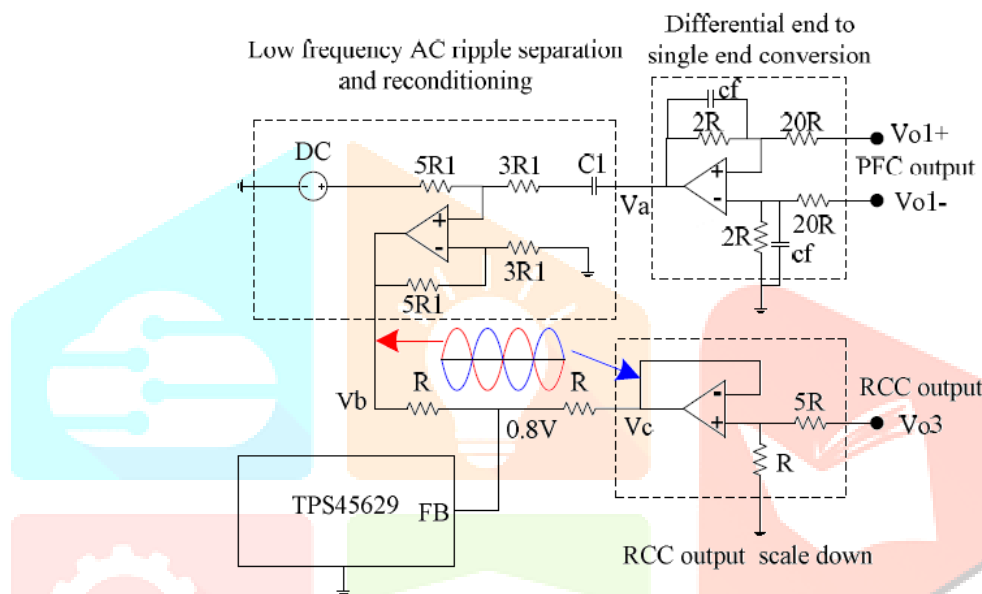 Differential end to
single end conversion
Low frequency AC ripple separation
and reconditioning
cf
2R
20R
Vo1+
PFC output
Vo1-
20R
2R
cf
+
-
Va
DC
- +
5R1
3R1
C1
+
-
3R1
5R1
Vb
R
R
Vc
0.8V
-
+
5R
RCC output
Vo3
R
TPS45629
FB
RCC output scale down